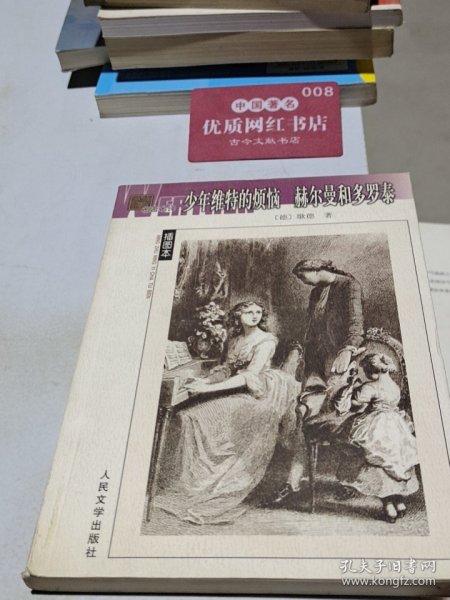 008
中国著名
优质网红书店
古今文献书店
少年维特的烦恼 赫尔曼和多罗泰
〔德〕歌德 著
插图本
人民文学出版社
孔夫子旧书网
www.kongfz.com